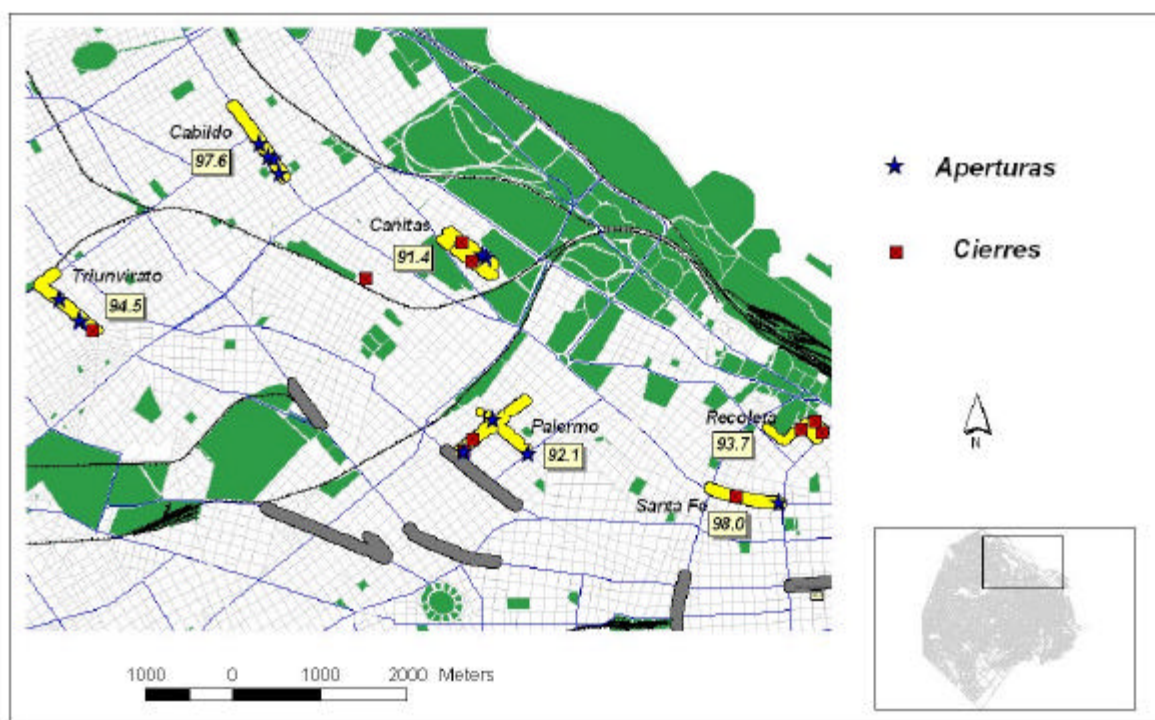 Cabildo
97.6
Canitas
91.4
Triunvirato
94.5
Palermo
92.1
Recoleta
93.7
Santa Fe
98.0
Aperturas
Cierres
N
1000 0 1000 2000 Meters